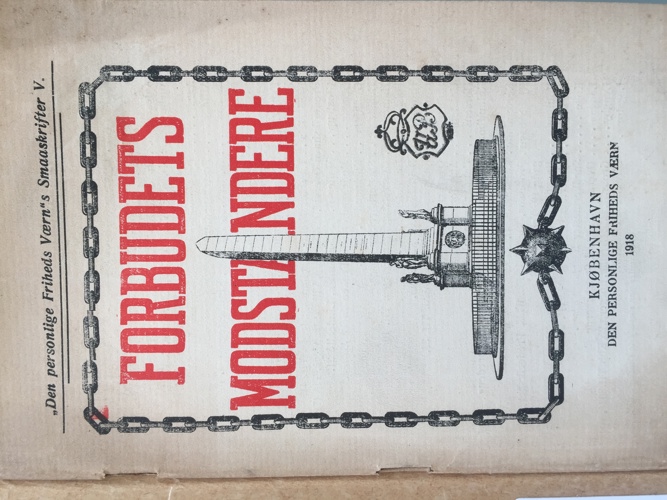 „Den personlige Friheds Værn“s Smaaskrifter V.
FORBUDETS
MODSTANDERE
KJØBENHAVN
DEN PERSONLIGE FRIHEDS VÆRN
1918